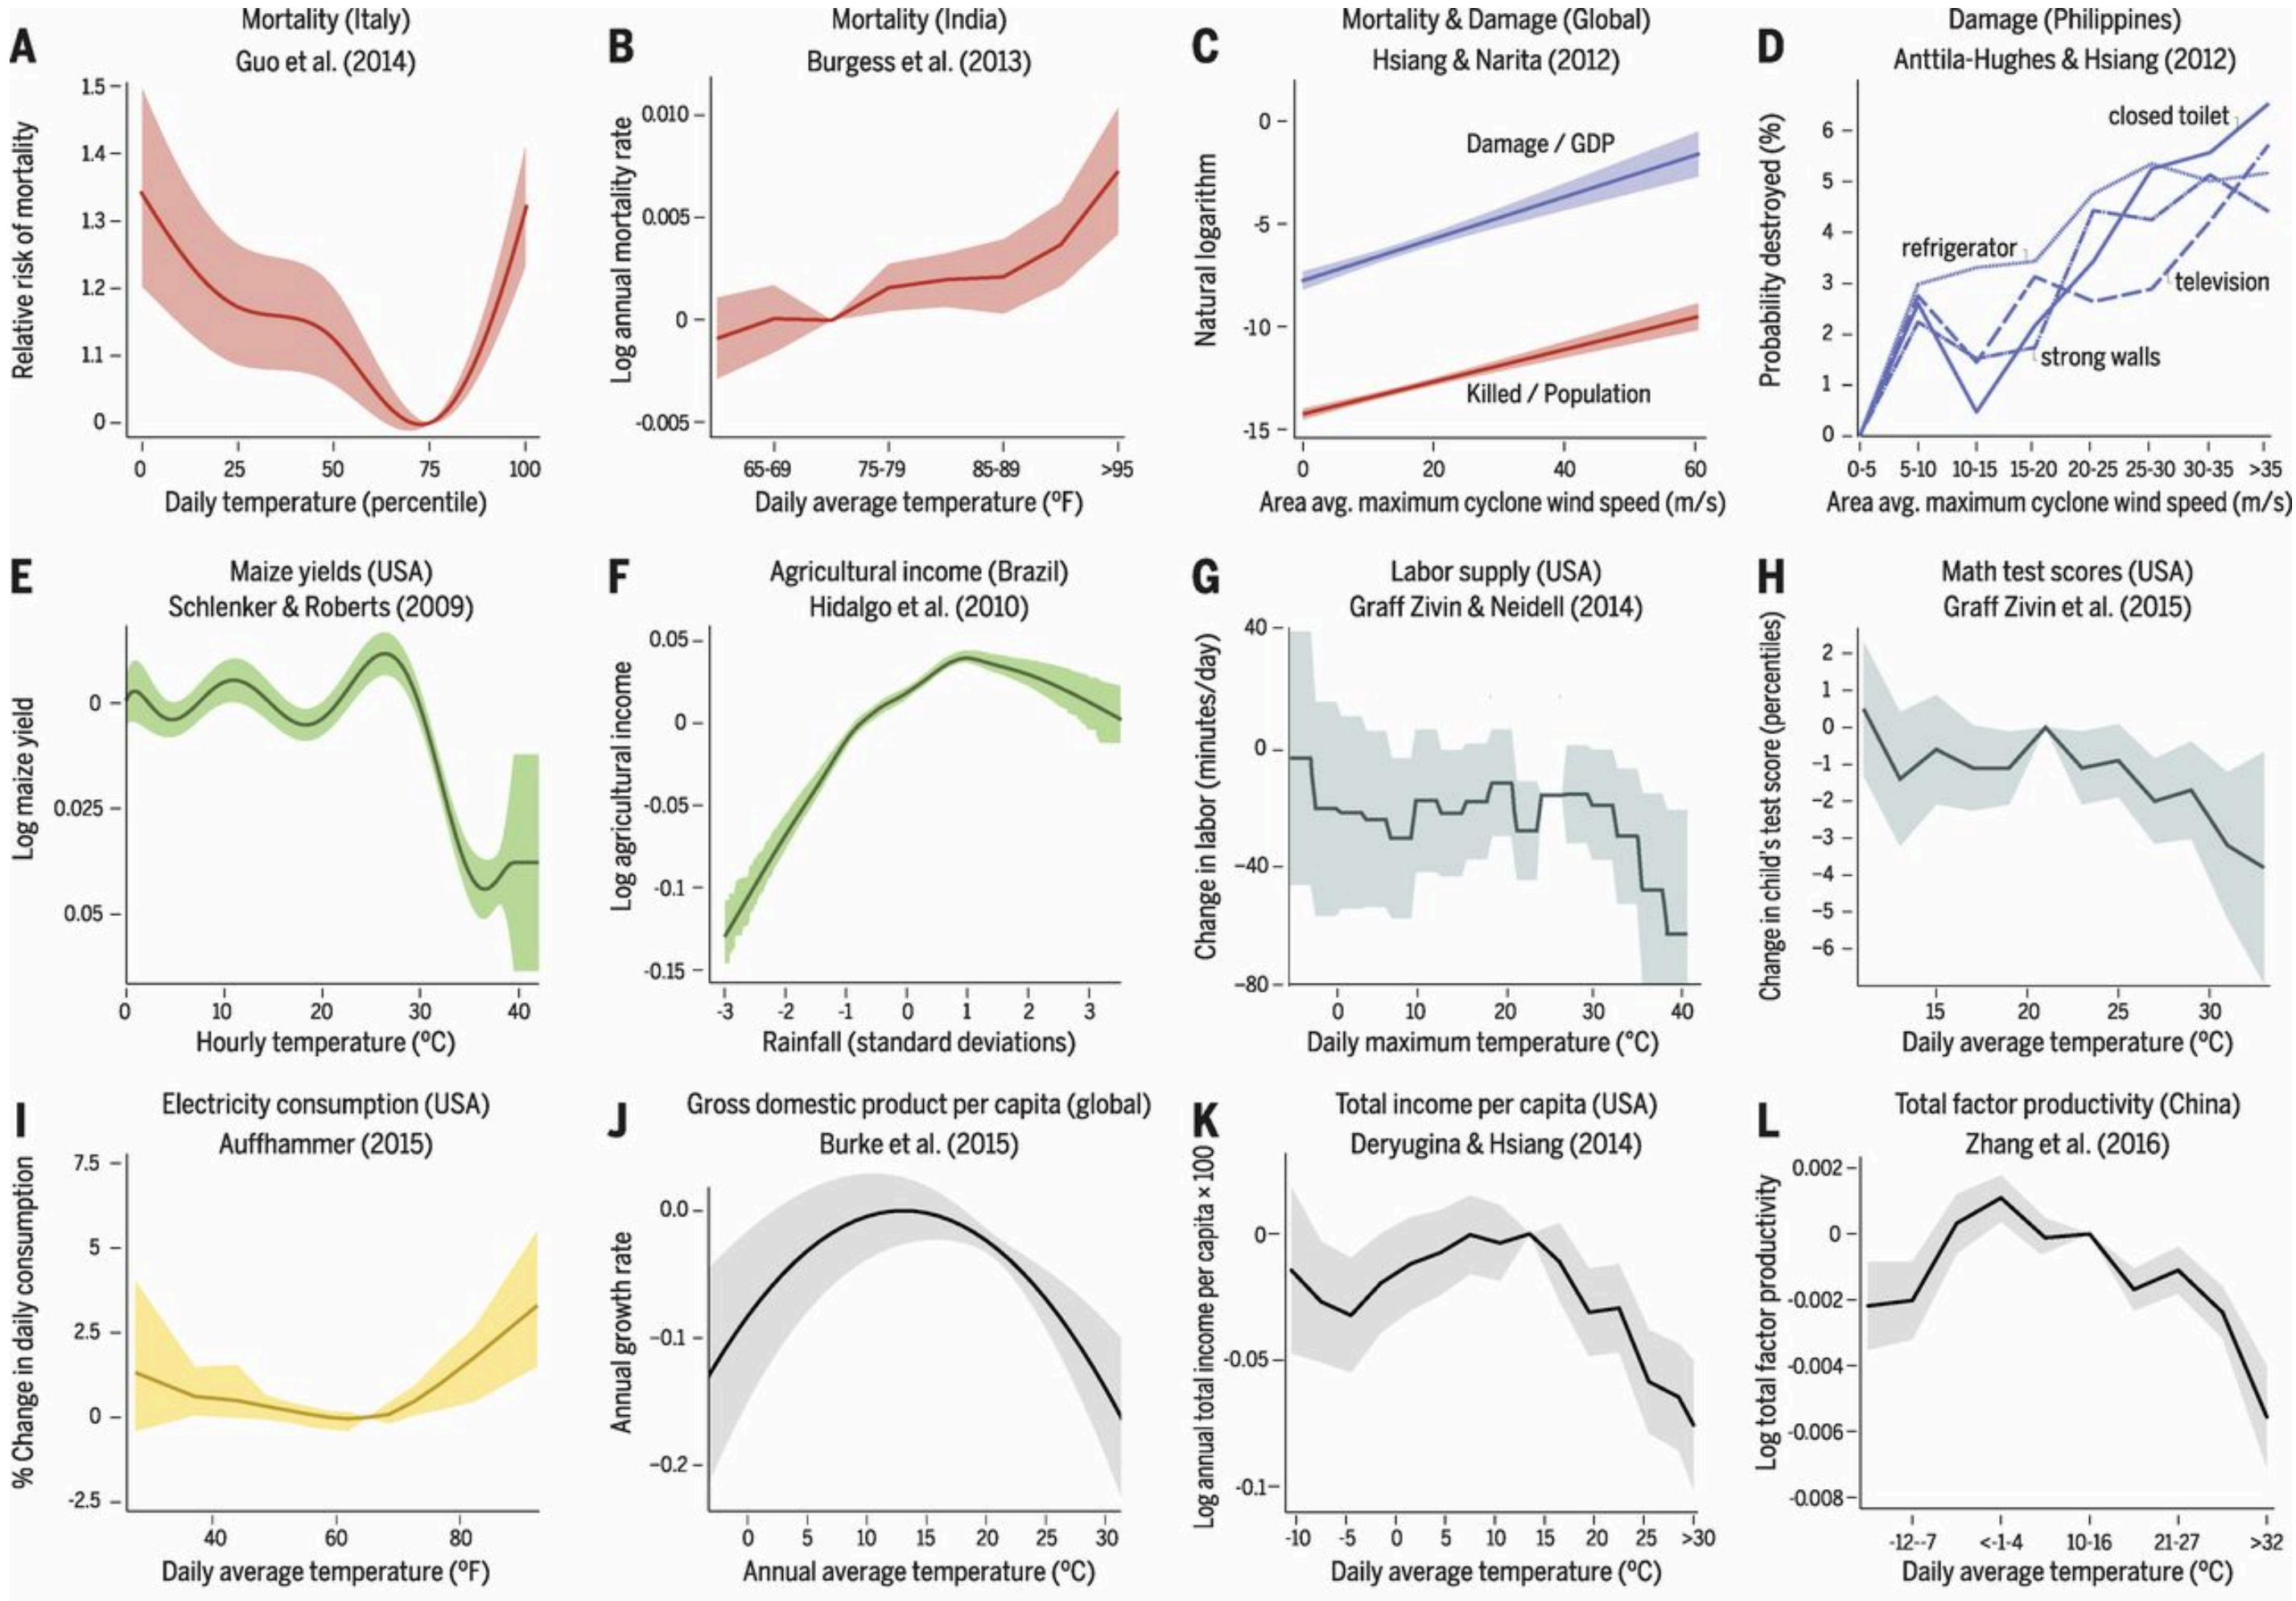 A
Mortality (Italy)
Guo et al. (2014)
Relative risk of mortality
1.5
1.4
1.3
1.2
1.1
0
0 25 50 75 100
Daily temperature (percentile)
B
Mortality (India)
Burgess et al. (2013)
Log annual mortality rate
0.010
0.005
0
-0.005
65-69 75-79 85-89 >95
Daily average temperature (ºF)
C
Mortality & Damage (Global)
Hsiang & Narita (2012)
Natural logarithm
0
-5
-10
-15
Damage / GDP
Killed / Population
0 20 40 60
Area avg. maximum cyclone wind speed (m/s)
D
Damage (Philippines)
Anttila-Hughes & Hsiang (2012)
Probability destroyed (%)
6
5
4
3
2
1
0
closed toilet
refrigerator
television
strong walls
0-5 5-10 10-15 15-20 20-25 25-30 30-35 >35
Area avg. maximum cyclone wind speed (m/s)
E
Maize yields (USA)
Schlenker & Roberts (2009)
Log maize yield
0
0.025
0.05
0 10 20 30 40
Hourly temperature (ºC)
F
Agricultural income (Brazil)
Hidalgo et al. (2010)
Log agricultural income
0.05
0
-0.05
-0.1
-0.15
-3 -2 -1 0 1 2 3
Rainfall (standard deviations)
G
Labor supply (USA)
Graff Zivin & Neidell (2014)
Change in labor (minutes/day)
40
0
−40
−80
0 10 20 30 40
Daily maximum temperature (ºC)
H
Math test scores (USA)
Graff Zivin et al. (2015)
Change in child's test score (percentiles)
2
1
0
−1
−2
−3
−4
−5
−6
15 20 25 30
Daily average temperature (ºC)
I
Electricity consumption (USA)
Auffhammer (2015)
% Change in daily consumption
7.5
5
2.5
0
-2.5
40 60 80
Daily average temperature (ºF)
J
Gross domestic product per capita (global)
Burke et al. (2015)
Annual growth rate
0.0
−0.1
−0.2
0 5 10 15 20 25 30
Annual average temperature (ºC)
K
Total income per capita (USA)
Deryugina & Hsiang (2014)
Log annual total income per capita × 100
0
-0.05
-0.1
-10 -5 0 5 10 15 20 25 >30
Daily average temperature (ºC)
L
Total factor productivity (China)
Zhang et al. (2016)
Log total factor productivity
0.002
0
-0.002
-0.004
-0.006
-0.008
-12--7 <-1-4 10-16 21-27 >32
Daily average temperature (ºC)